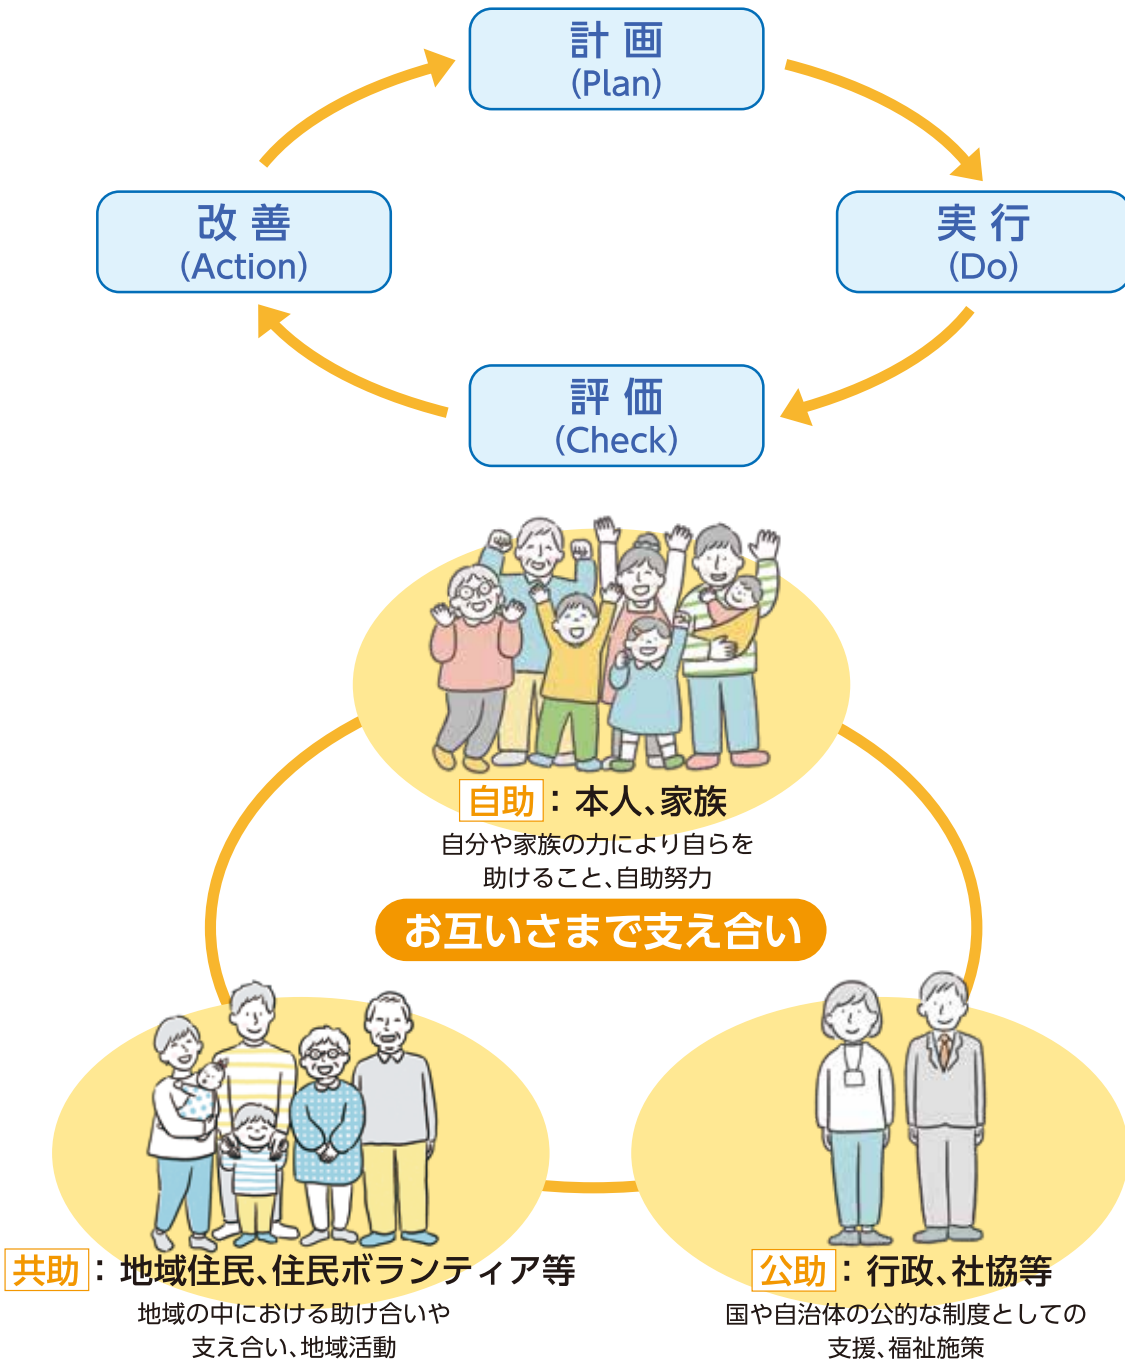 計画
(Plan)
改善
(Action)
実行
(Do)
評価
(Check)
自助：本人、家族
自分や家族の力により自らを
助けること、自助努力
お互いさまで支え合い
共助：地域住民、住民ボランティア等
地域の中における助け合いや
支え合い、地域活動
公助：行政、社協等
国や自治体の公的な制度としての
支援、福祉施策